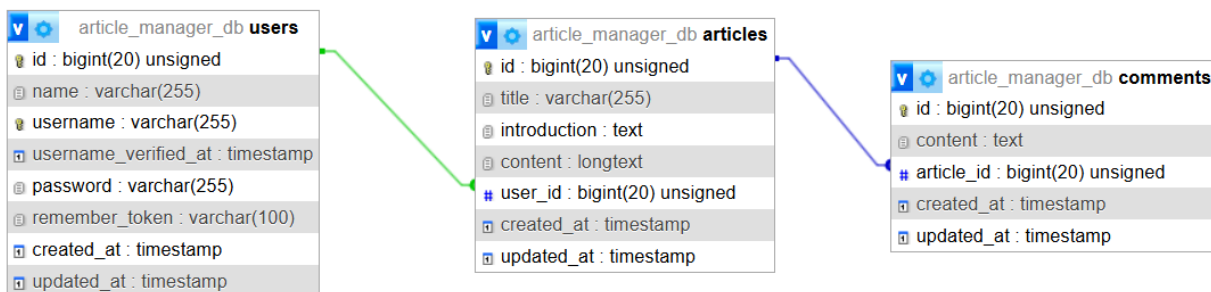 article_manager_db users
id : bigint(20) unsigned
name : varchar(255)
username : varchar(255)
username_verified_at : timestamp
password : varchar(255)
remember_token : varchar(100)
created_at : timestamp
updated_at : timestamp
article_manager_db articles
id : bigint(20) unsigned
title : varchar(255)
introduction : text
content : longtext
# user_id : bigint(20) unsigned
created_at : timestamp
updated_at : timestamp
article_manager_db comments
id : bigint(20) unsigned
content : text
# article_id : bigint(20) unsigned
created_at : timestamp
updated_at : timestamp